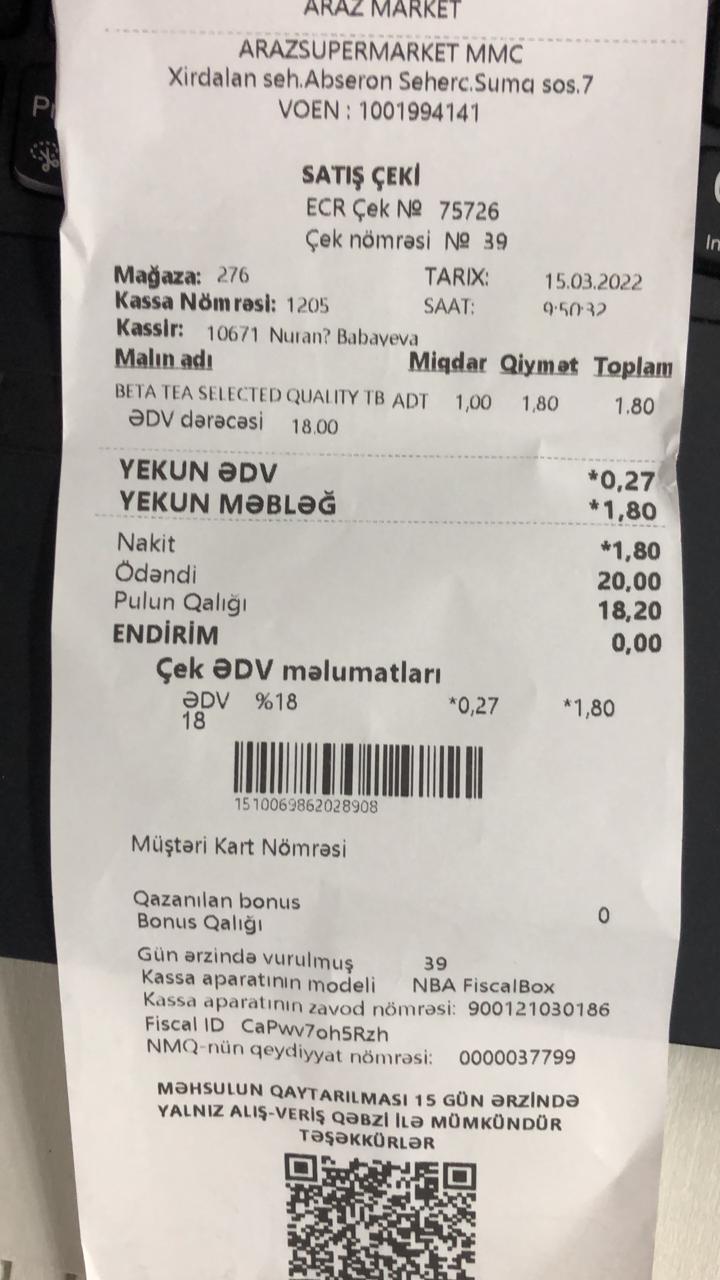 ARAZ MARKET
ARAZSUPERMARKET MMC
Xirdalan seh.Abseron Seherc.Suma sos.7
VOEN : 1001994141
SATIŞ ÇEKİ
ECR Çek № 75726
Çek nömrəsi № 39
Mağaza: 276 TARIX: 15.03.2022
Kassa Nömrəsi: 1205 SAAT: 9:50:32
Kassir: 10671 Nuran? Babayeva
Malın adı Miqdar Qiymət Toplam
BETA TEA SELECTED QUALITY TB ADT 1,00 1,80 1.80
ƏDV dərəcəsi 18.00
YEKUN ƏDV *0,27
YEKUN MƏBLƏĞ *1,80
Nakit *1,80
Ödəndi 20,00
Pulun Qalığı 18,20
ENDİRİM 0,00
Çek ƏDV məlumatları
ƏDV %18 *0,27 *1,80
18
1510069862028908
Müştəri Kart Nömrəsi
Qazanılan bonus 0
Bonus Qalığı
Gün ərzində vurulmuş 39
Kassa aparatının modeli NBA FiscalBox
Kassa aparatının zavod nömrəsi: 900121030186
Fiscal ID CaPwv7oh5Rzh
NMQ-nün qeydiyyat nömrəsi: 0000037799
MƏHSULUN QAYTARILMASI 15 GÜN ƏRZİNDƏ
YALNIZ ALIŞ-VERİŞ QƏBZİ İLƏ MÜMKÜNDÜR
TƏŞƏKKÜRLƏR